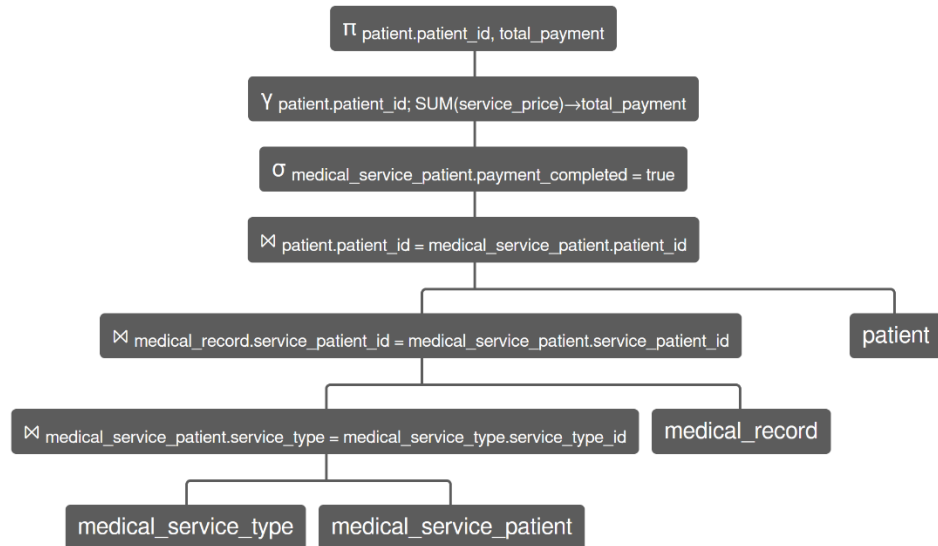 π patient.patient_id, total_payment
γ patient.patient_id; SUM(service_price)→total_payment
σ medical_service_patient.payment_completed = true
⋈ patient.patient_id = medical_service_patient.patient_id
⋈ medical_record.service_patient_id = medical_service_patient.service_patient_id
patient
⋈ medical_service_patient.service_type = medical_service_type.service_type_id
medical_record
medical_service_type
medical_service_patient